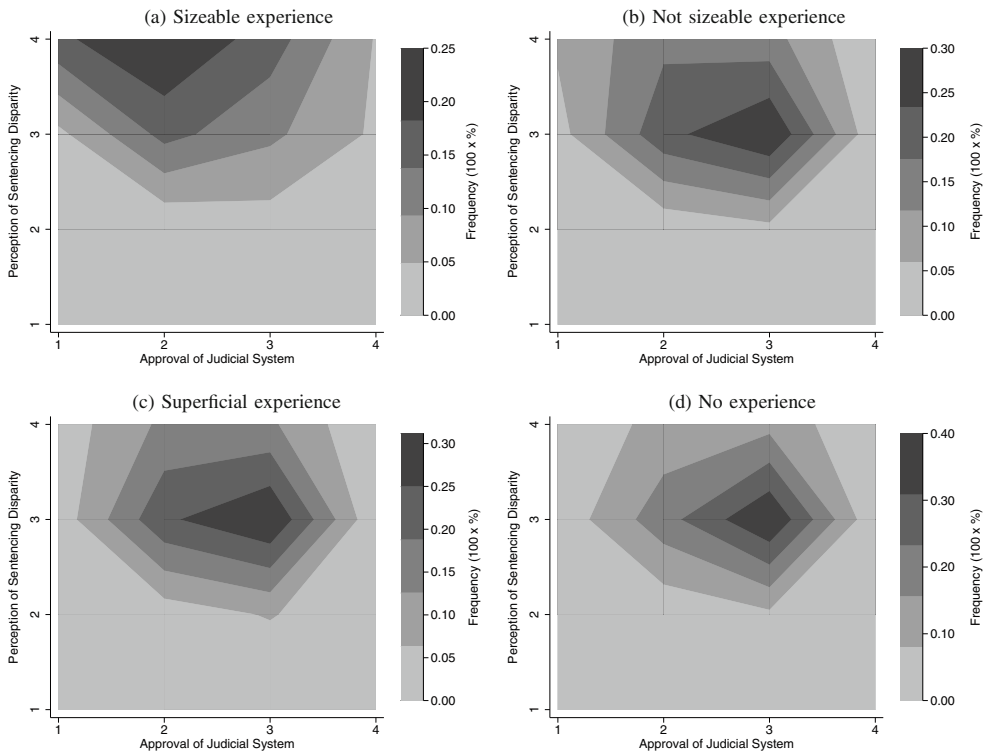 (a) Sizeable experience
Perception of Sentencing Disparity
4
3
2
1
1 2 3 4
Approval of Judicial System
0.25
0.20
0.15
0.10
0.05
0.00
Frequency (100 x %)
(b) Not sizeable experience
Perception of Sentencing Disparity
4
3
2
1
1 2 3 4
Approval of Judicial System
0.30
0.25
0.20
0.15
0.10
0.05
0.00
Frequency (100 x %)
(c) Superficial experience
Perception of Sentencing Disparity
4
3
2
1
1 2 3 4
Approval of Judicial System
0.30
0.25
0.20
0.15
0.10
0.05
0.00
Frequency (100 x %)
(d) No experience
Perception of Sentencing Disparity
4
3
2
1
1 2 3 4
Approval of Judicial System
0.40
0.30
0.20
0.10
0.00
Frequency (100 x %)